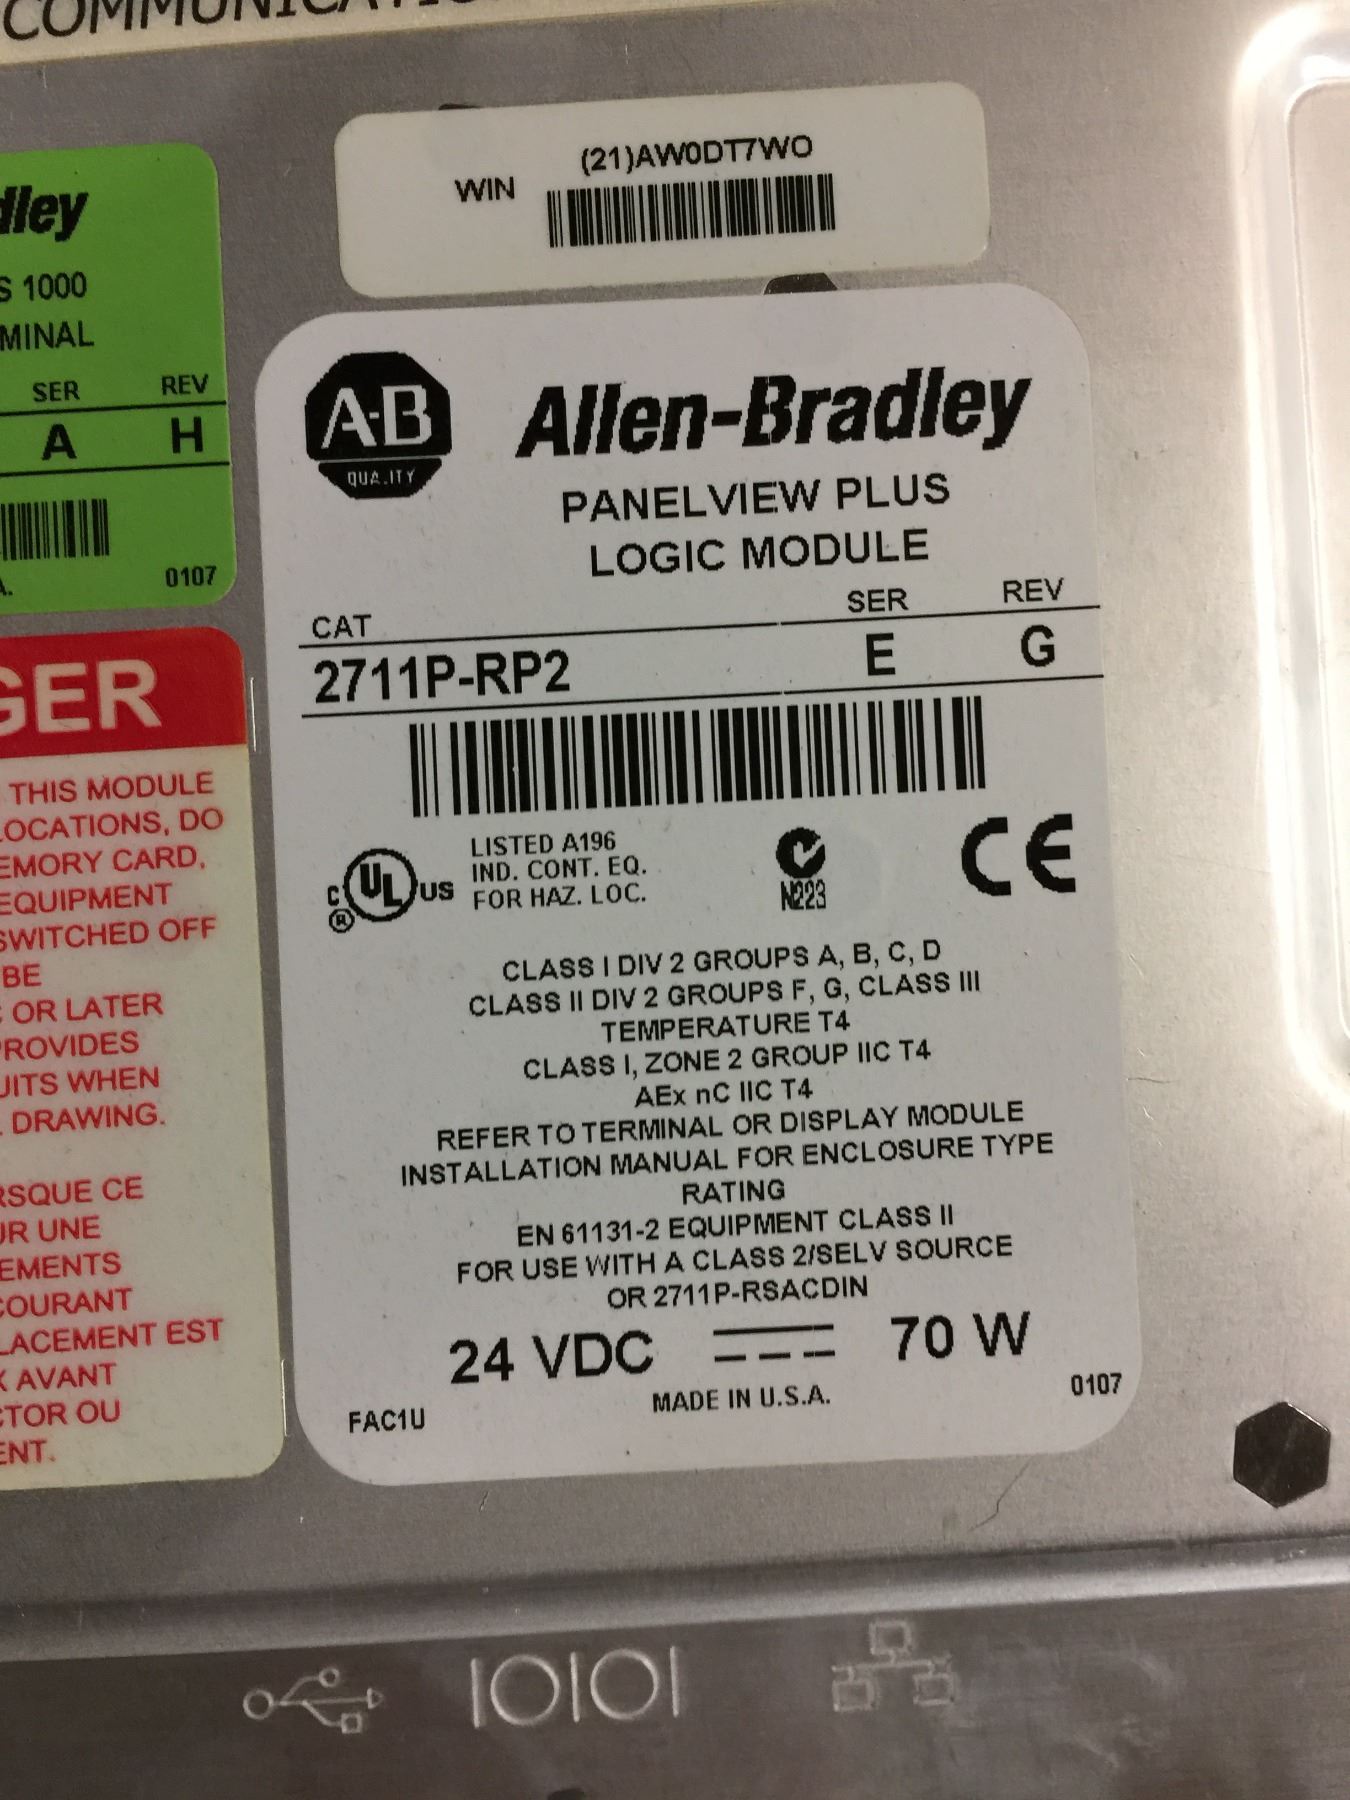 COMMUNICATIO
WIN
(21)AW0DT7WO
dley
S 1000
MINAL
SER REV
A H
0107
A-B
QUALITY
Allen-Bradley
PANELVIEW PLUS
LOGIC MODULE
CAT SER REV
2711P-RP2 E G
C UL US ®
LISTED A196
IND. CONT. EQ.
FOR HAZ. LOC.
N223
CE
CLASS I DIV 2 GROUPS A, B, C, D
CLASS II DIV 2 GROUPS F, G, CLASS III
TEMPERATURE T4
CLASS I, ZONE 2 GROUP IIC T4
AEx nC IIC T4
REFER TO TERMINAL OR DISPLAY MODULE
INSTALLATION MANUAL FOR ENCLOSURE TYPE
RATING
EN 61131-2 EQUIPMENT CLASS II
FOR USE WITH A CLASS 2/SELV SOURCE
OR 2711P-RSACDIN
24 VDC 70 W
MADE IN U.S.A.
FAC1U 0107
GER
THIS MODULE
LOCATIONS, DO
EMORY CARD,
EQUIPMENT
SWITCHED OFF
BE
C OR LATER
PROVIDES
UITS WHEN
DRAWING.
RSQUE CE
UR UNE
EMENTS
COURANT
LACEMENT EST
X AVANT
CTOR OU
ENT.
|O|O|